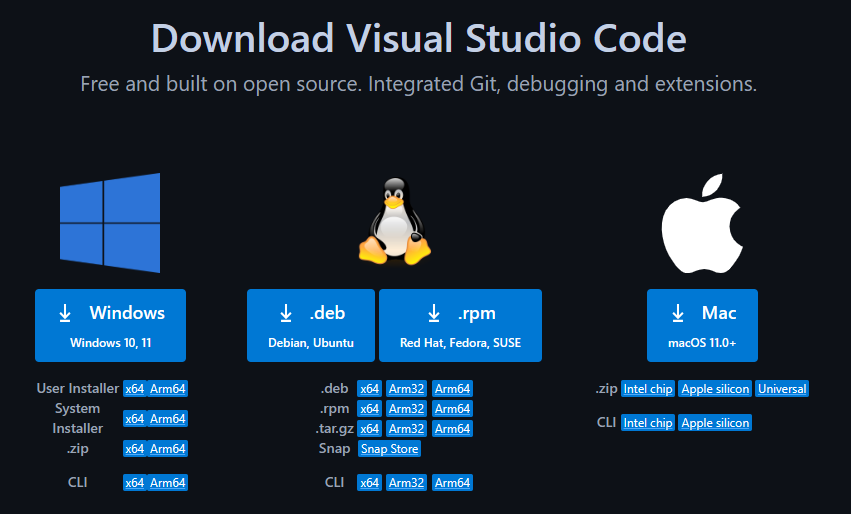 Download Visual Studio Code
Free and built on open source. Integrated Git, debugging and extensions.
Windows
Windows 10, 11
User Installer x64 Arm64
System Installer x64 Arm64
.zip x64 Arm64
CLI x64 Arm64
.deb
Debian, Ubuntu
.rpm
Red Hat, Fedora, SUSE
.deb x64 Arm32 Arm64
.rpm x64 Arm32 Arm64
.tar.gz x64 Arm32 Arm64
Snap Snap Store
CLI x64 Arm32 Arm64
Mac
macOS 11.0+
.zip Intel chip Apple silicon Universal
CLI Intel chip Apple silicon